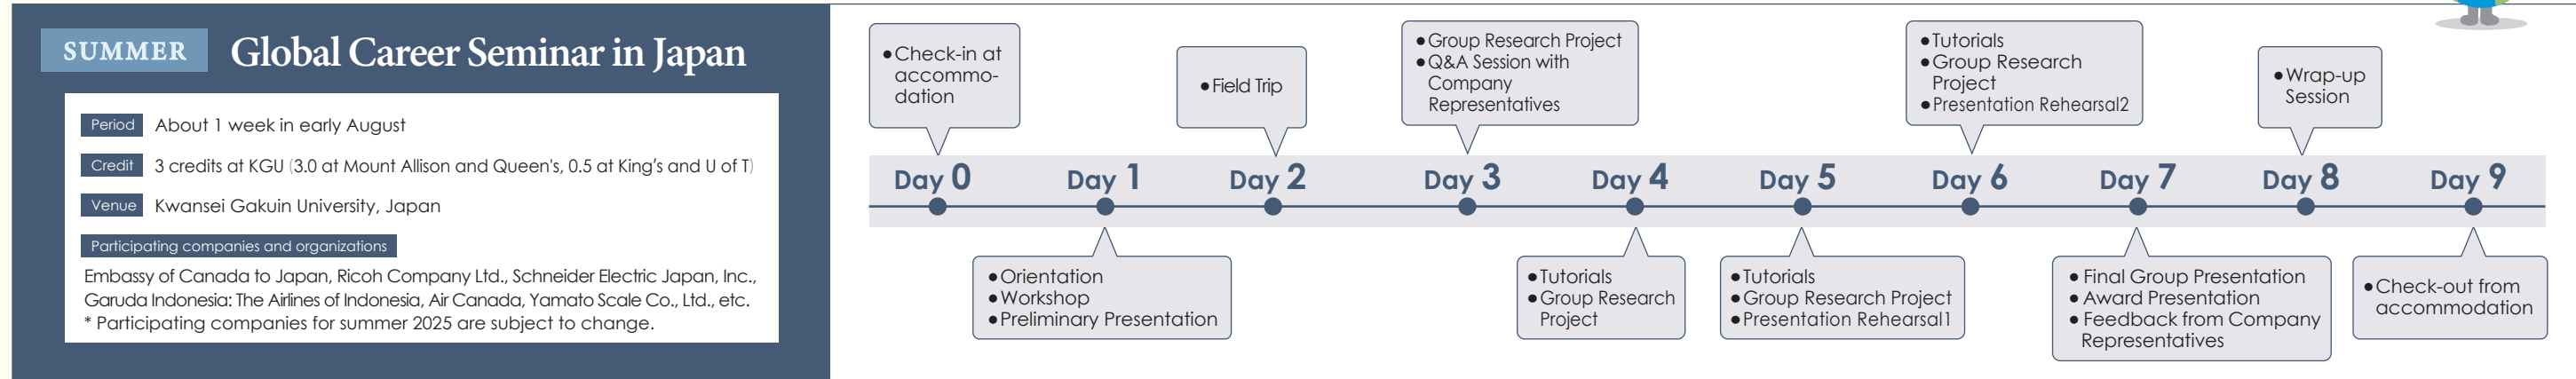 SUMMER Global Career Seminar in Japan
Period About 1 week in early August
Credit 3 credits at KGU (3.0 at Mount Allison and Queen's, 0.5 at King's and U of T)
Venue Kwansei Gakuin University, Japan
Participating companies and organizations
Embassy of Canada to Japan, Ricoh Company Ltd., Schneider Electric Japan, Inc.,
Garuda Indonesia: The Airlines of Indonesia, Air Canada, Yamato Scale Co., Ltd., etc.
* Participating companies for summer 2025 are subject to change.
●Check-in at
accommo-
dation
Day 0
Day 1
●Orientation
●Workshop
●Preliminary Presentation
●Field Trip
Day 2
●Group Research Project
●Q&A Session with
Company
Representatives
Day 3
Day 4
●Tutorials
●Group Research
Project
Day 5
●Tutorials
●Group Research Project
●Presentation Rehearsal1
●Tutorials
●Group Research
Project
●Presentation Rehearsal2
Day 6
Day 7
●Final Group Presentation
●Award Presentation
●Feedback from Company
Representatives
●Wrap-up
Session
Day 8
Day 9
●Check-out from
accommodation